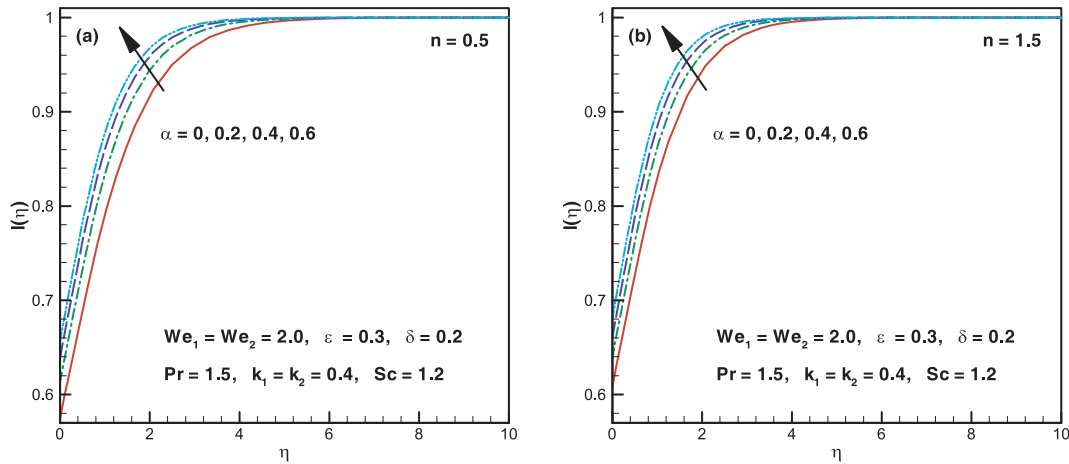 (a)
n = 0.5
α = 0, 0.2, 0.4, 0.6
We₁ = We₂ = 2.0, ε = 0.3, δ = 0.2
Pr = 1.5, k₁ = k₂ = 0.4, Sc = 1.2
l(η)
1
0.9
0.8
0.7
0.6
0 2 4 6 8 10
η
(b)
n = 1.5
α = 0, 0.2, 0.4, 0.6
We₁ = We₂ = 2.0, ε = 0.3, δ = 0.2
Pr = 1.5, k₁ = k₂ = 0.4, Sc = 1.2
l(η)
1
0.9
0.8
0.7
0.6
0 2 4 6 8 10
η